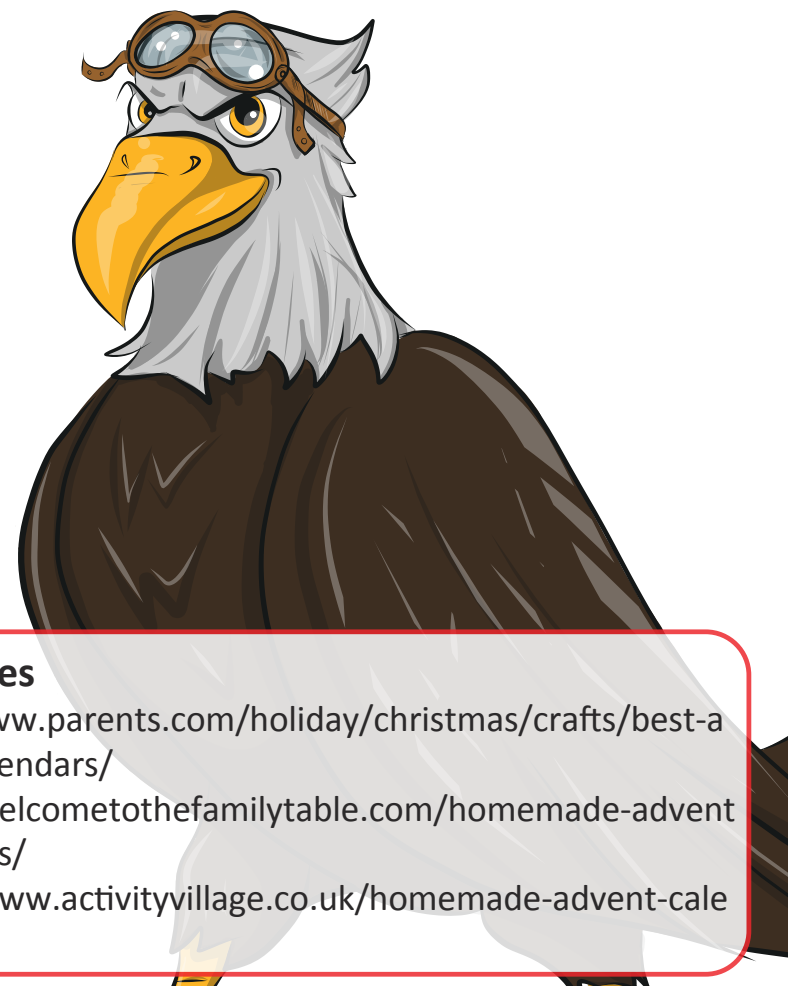 es
ww.parents.com/holiday/christmas/crafts/best-a
endars/
elcometothefamilytable.com/homemade-advent
s/
ww.activityvillage.co.uk/homemade-advent-cale